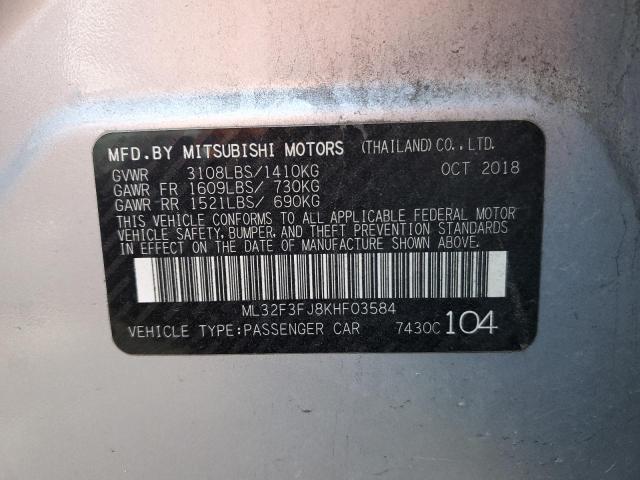 MFD.BY MITSUBISHI MOTORS (THAILAND) CO., LTD.
GVWR 3108LBS/1410KG OCT 2018
GAWR FR 1609LBS/ 730KG
GAWR RR 1521LBS/ 690KG
THIS VEHICLE CONFORMS TO ALL APPLICABLE FEDERAL MOTOR
VEHICLE SAFETY, BUMPER, AND THEFT PREVENTION STANDARDS
IN EFFECT ON THE DATE OF MANUFACTURE SHOWN ABOVE.
ML32F3FJ8KHF03584
VEHICLE TYPE:PASSENGER CAR 7430C 104